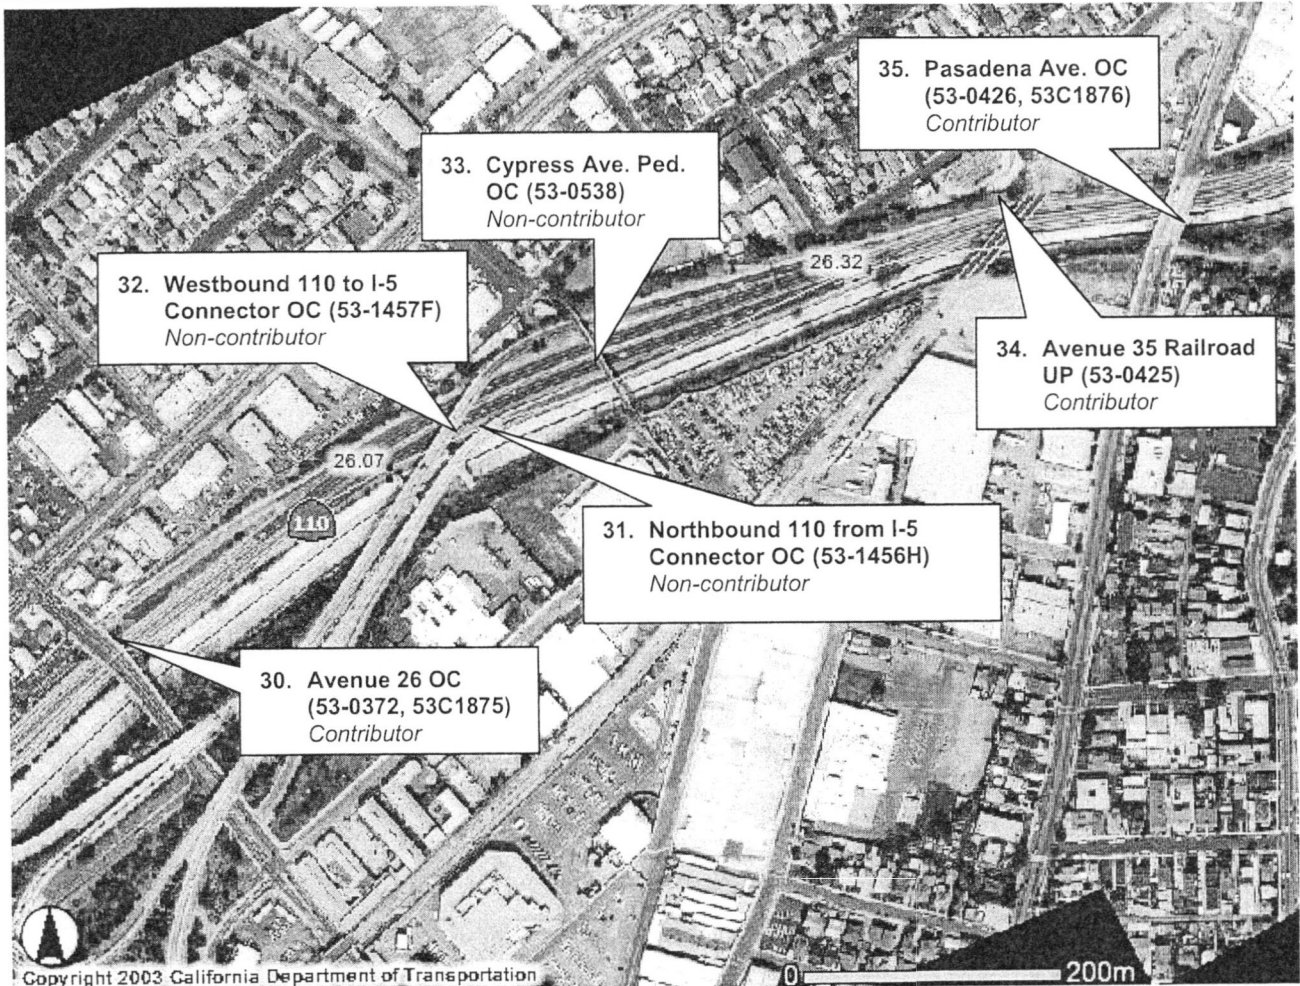 35. Pasadena Ave. OC
(53-0426, 53C1876)
Contributor
33. Cypress Ave. Ped.
OC (53-0538)
Non-contributor
26.32
32. Westbound 110 to I-5
Connector OC (53-1457F)
Non-contributor
34. Avenue 35 Railroad
UP (53-0425)
Contributor
26.07
110
31. Northbound 110 from I-5
Connector OC (53-1456H)
Non-contributor
30. Avenue 26 OC
(53-0372, 53C1875)
Contributor
Copyright 2003 California Department of Transportation
0 200m